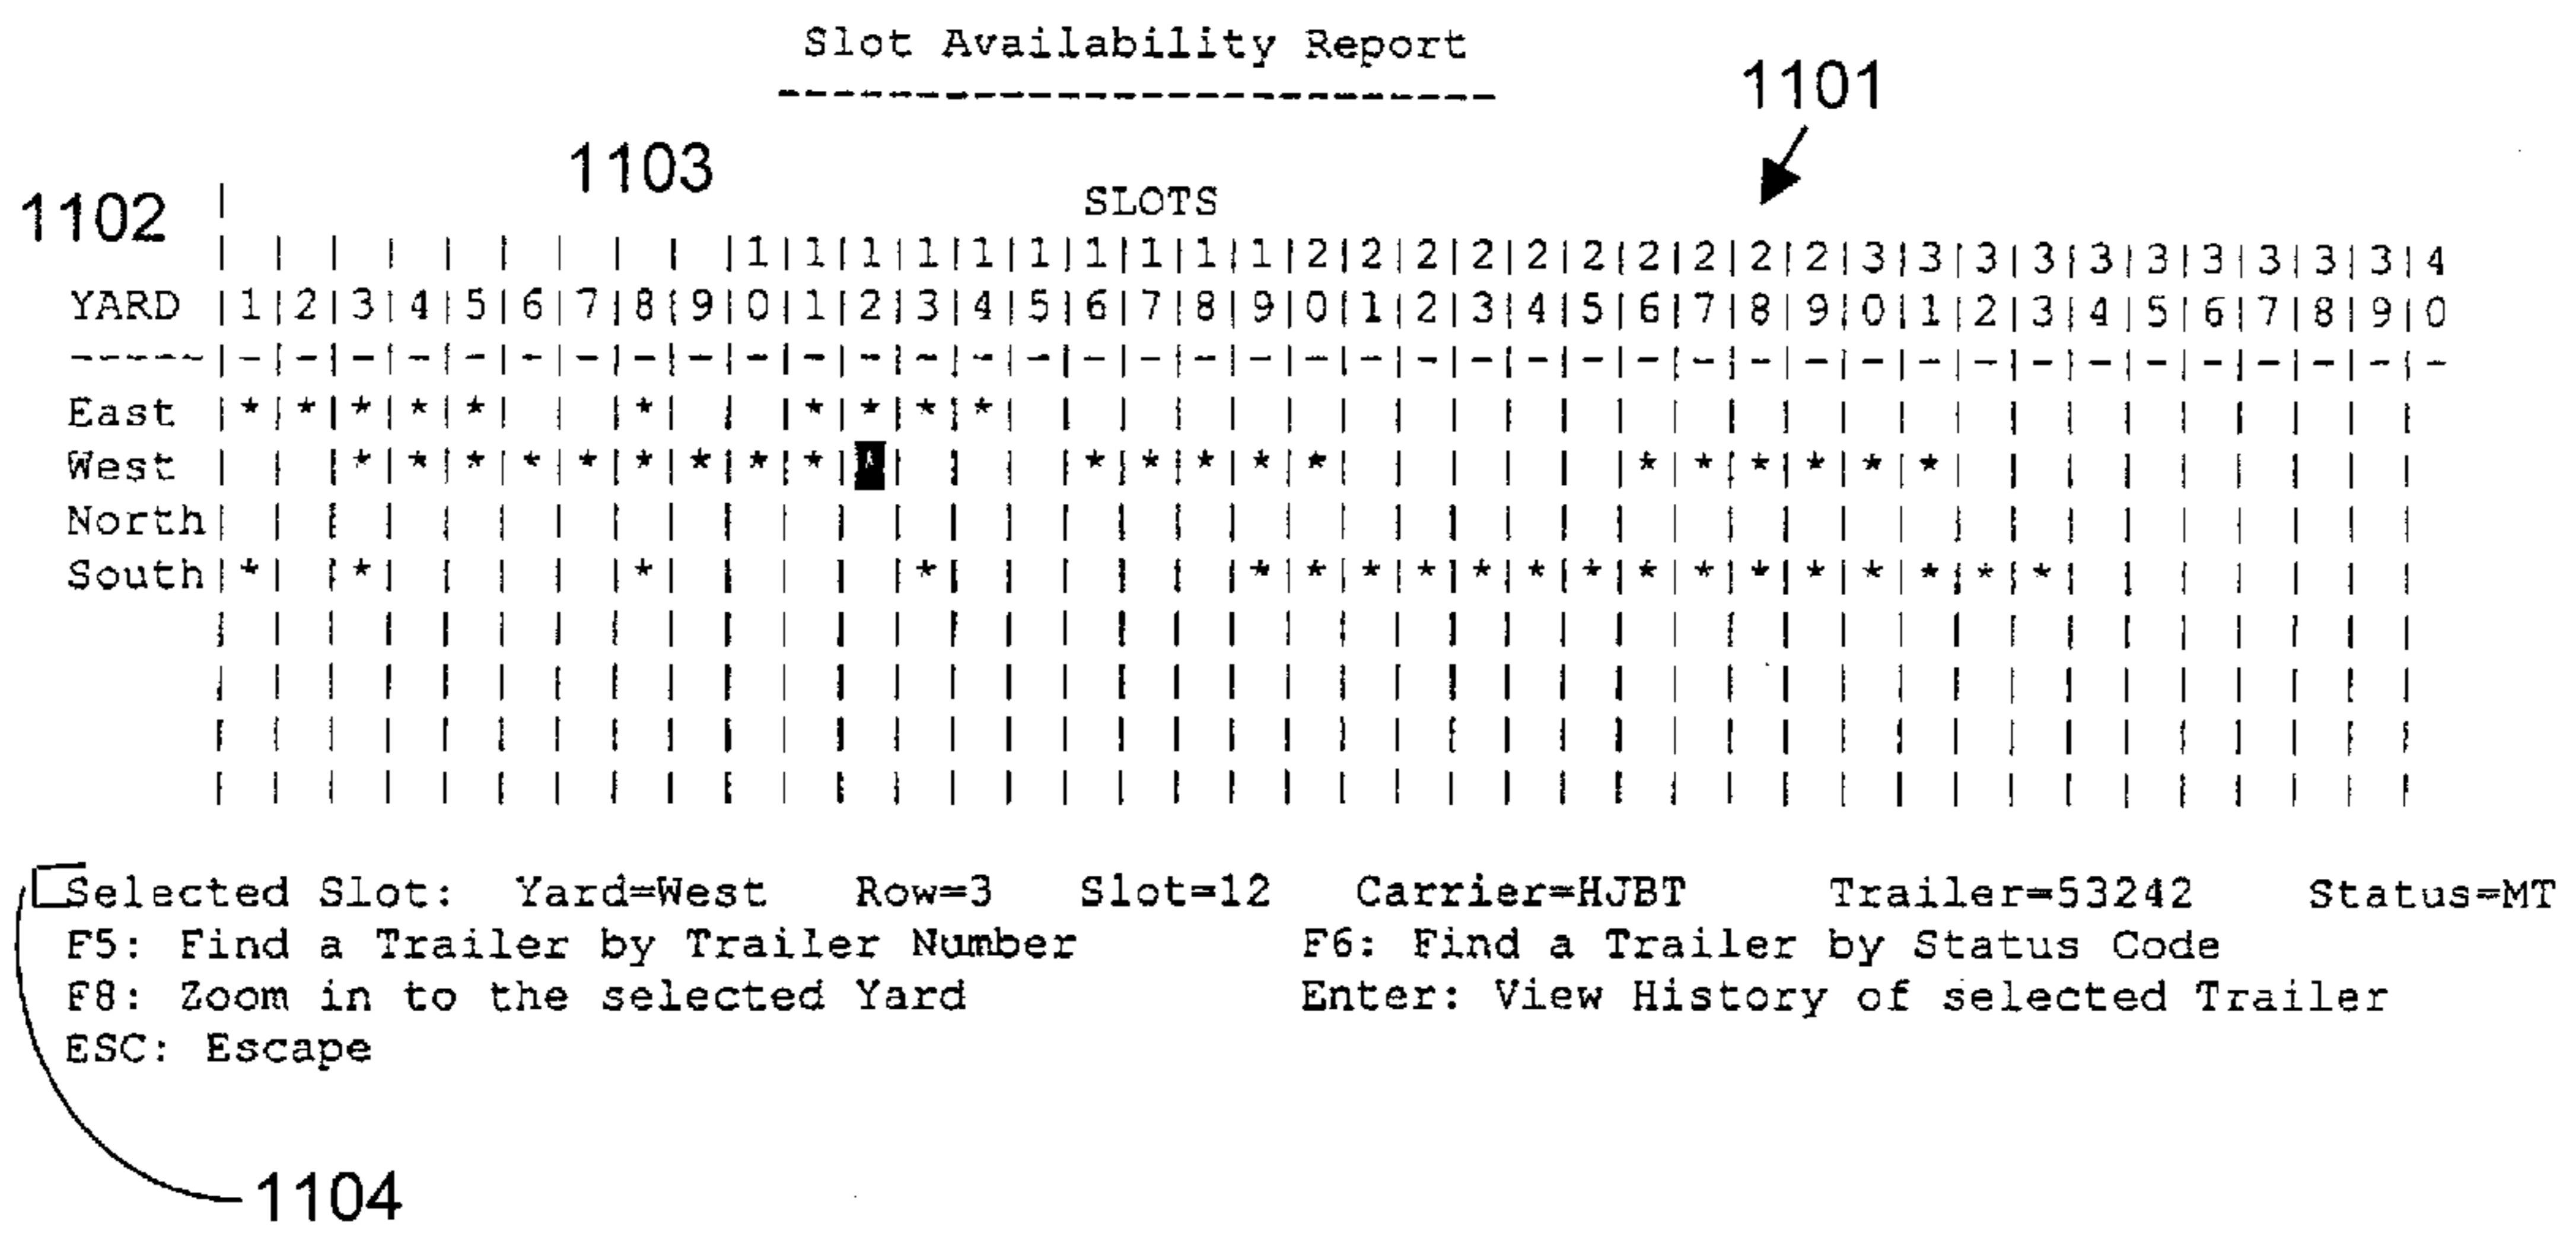 Slot Availability Report
---------------------------
1101
1103
1102 | SLOTS
| | | | | | | | | |1|1|1|1|1|1|1|1|1|1|2|2|2|2|2|2|2|2|2|2|3|3|3|3|3|3|3|3|3|3|4
YARD |1|2|3|4|5|6|7|8|9|0|1|2|3|4|5|6|7|8|9|0|1|2|3|4|5|6|7|8|9|0|1|2|3|4|5|6|7|8|9|0
-----|-|-|-|-|-|-|-|-|-|-|-|-|-|-|-|-|-|-|-|-|-|-|-|-|-|-|-|-|-|-|-|-|-|-|-|-|-|-|-|-
East |*|*|*|*|*| | |*| | |*|*|*|*| | | | | | | | | | | | | | | | | | | | | | | | | |
West | | |*|*|*|*|*|*|*|*|*|*| | | |*|*|*|*|*| | | | | |*|*|*|*|*|*| | | | | | | | |
North| | | | | | | | | | | | | | | | | | | | | | | | | | | | | | | | | | | | | | | |
South|*| |*| | | | |*| | | | |*| | | | | |*|*|*|*|*|*|*|*|*|*|*|*|*|*|*| | | | | | |
Selected Slot: Yard=West Row=3 Slot=12 Carrier=HJBT Trailer=53242 Status=MT
F5: Find a Trailer by Trailer Number F6: Find a Trailer by Status Code
F8: Zoom in to the selected Yard Enter: View History of selected Trailer
ESC: Escape
1104